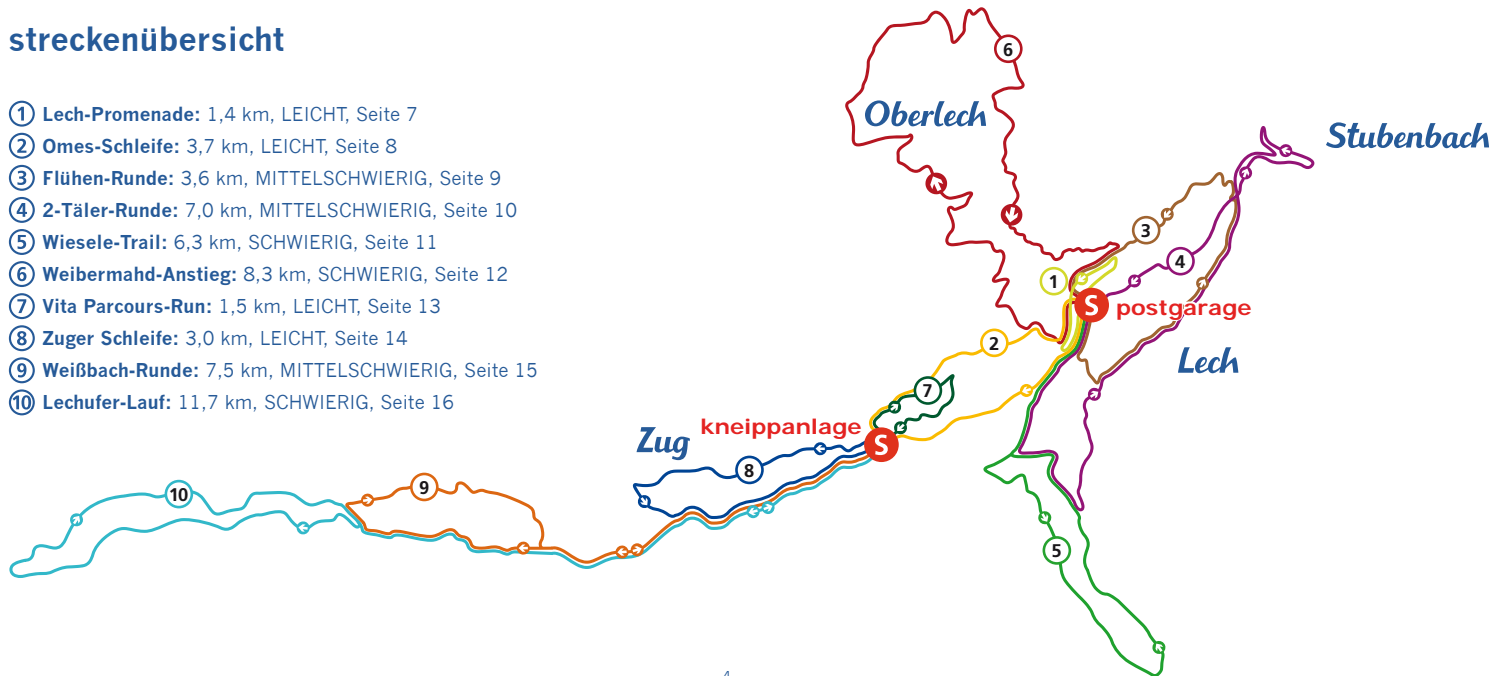 streckenübersicht
1 Lech-Promenade: 1,4 km, LEICHT, Seite 7
2 Omes-Schleife: 3,7 km, LEICHT, Seite 8
3 Flühen-Runde: 3,6 km, MITTELSCHWIERIG, Seite 9
4 2-Täler-Runde: 7,0 km, MITTELSCHWIERIG, Seite 10
5 Wiesele-Trail: 6,3 km, SCHWIERIG, Seite 11
6 Weibermahd-Anstieg: 8,3 km, SCHWIERIG, Seite 12
7 Vita Parcours-Run: 1,5 km, LEICHT, Seite 13
8 Zuger Schleife: 3,0 km, LEICHT, Seite 14
9 Weißbach-Runde: 7,5 km, MITTELSCHWIERIG, Seite 15
10 Lechufer-Lauf: 11,7 km, SCHWIERIG, Seite 16
6
Oberlech
Stubenbach
3
4
1
S postgarage
2
Lech
7
kneippanlage
Zug
S
8
9
10
5
4